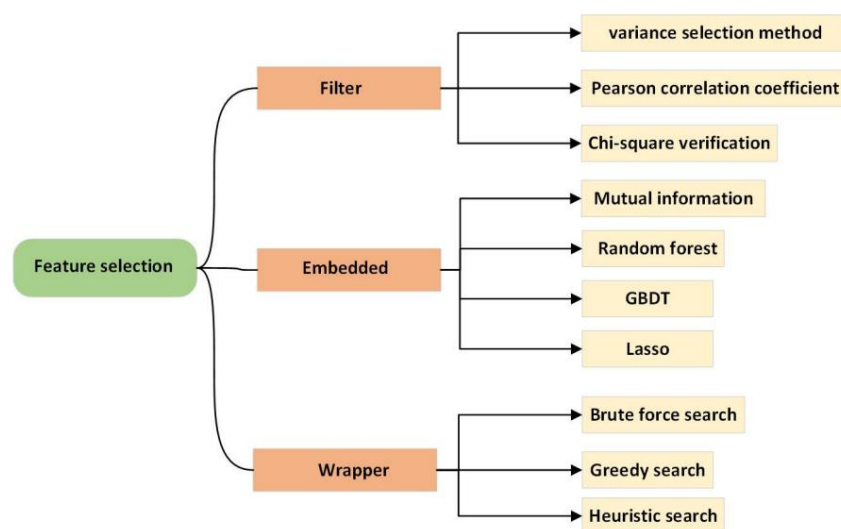 Feature selection
Filter
variance selection method
Pearson correlation coefficient
Chi-square verification
Embedded
Mutual information
Random forest
GBDT
Lasso
Wrapper
Brute force search
Greedy search
Heuristic search